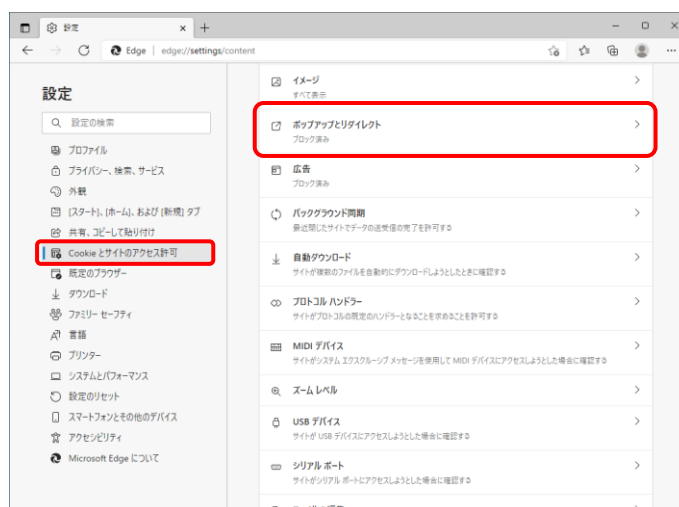 設定
Edge | edge://settings/content
設定
設定の検索
プロファイル
プライバシー、検索、サービス
外観
[スタート]、[ホーム]、および [新規] タブ
共有、コピーして貼り付け
Cookie とサイトのアクセス許可
既定のブラウザー
ダウンロード
ファミリー セーフティ
言語
プリンター
システムとパフォーマンス
設定のリセット
スマートフォンとその他のデバイス
アクセシビリティ
Microsoft Edge について
イメージ
すべて表示
ポップアップとリダイレクト
ブロック済み
広告
ブロック済み
バックグラウンド同期
最近閉じたサイトでデータの送受信の完了を許可する
自動ダウンロード
サイトが複数のファイルを自動的にダウンロードしようとしたときに確認する
プロトコル ハンドラー
サイトがプロトコルの既定のハンドラーとなることを求めることを許可する
MIDI デバイス
サイトがシステム エクスクルーシブ メッセージを使用して MIDI デバイスにアクセスしようとした場合に確認する
ズーム レベル
USB デバイス
サイトが USB デバイスにアクセスしようとした場合に確認する
シリアル ポート
サイトがシリアル ポートにアクセスしようとした場合に確認する